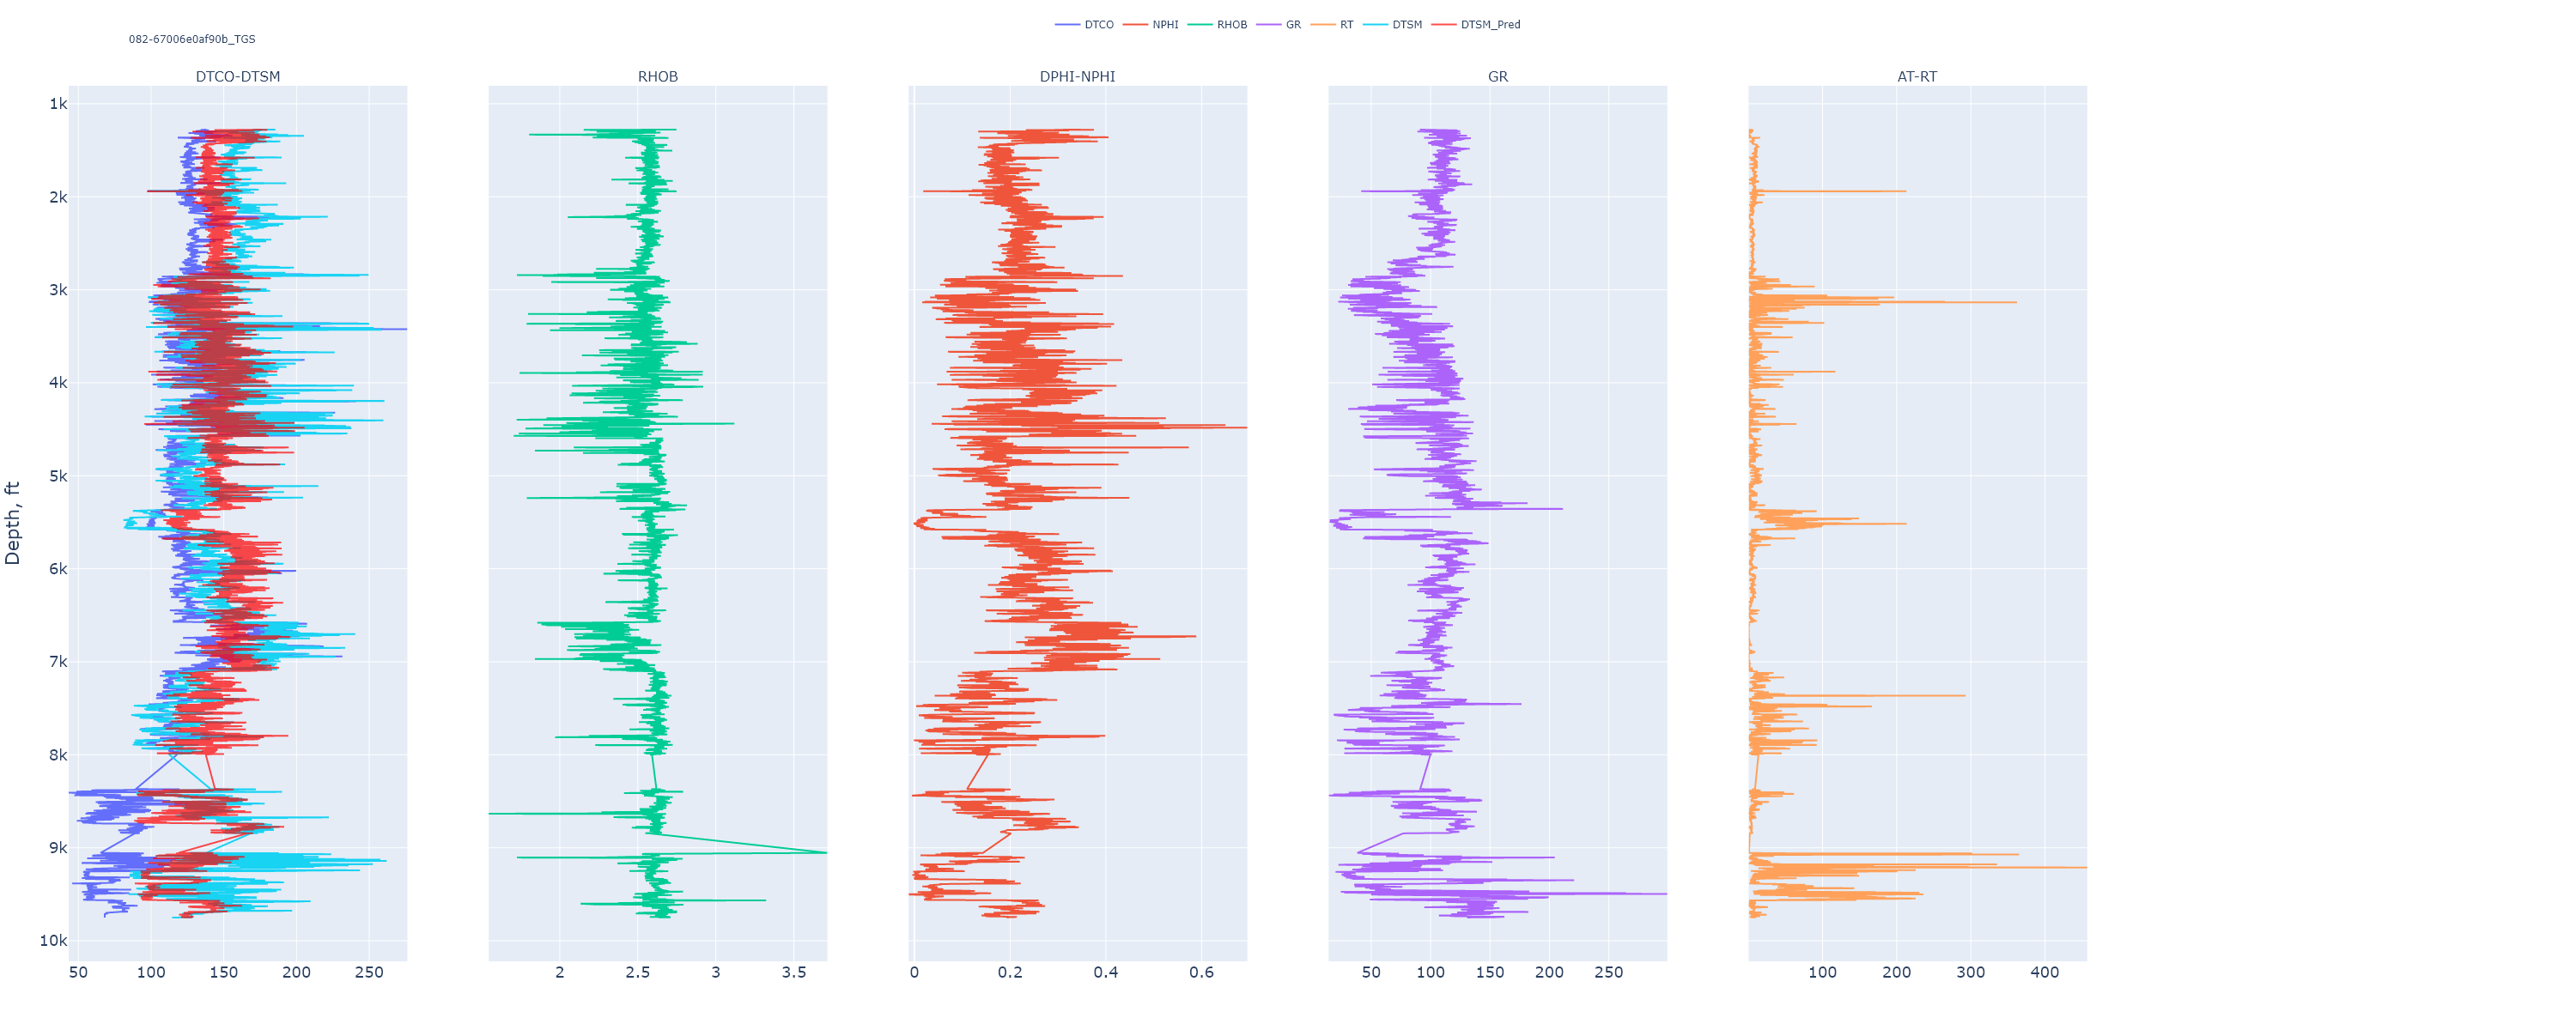 DTCO NPHI RHOB GR RT DTSM DTSM_Pred
082-67006e0af90b_TGS
DTCO-DTSM RHOB DPHI-NPHI GR AT-RT
Depth, ft
1k
2k
3k
4k
5k
6k
7k
8k
9k
10k
50 100 150 200 250
2 2.5 3 3.5
0 0.2 0.4 0.6
50 100 150 200 250
100 200 300 400